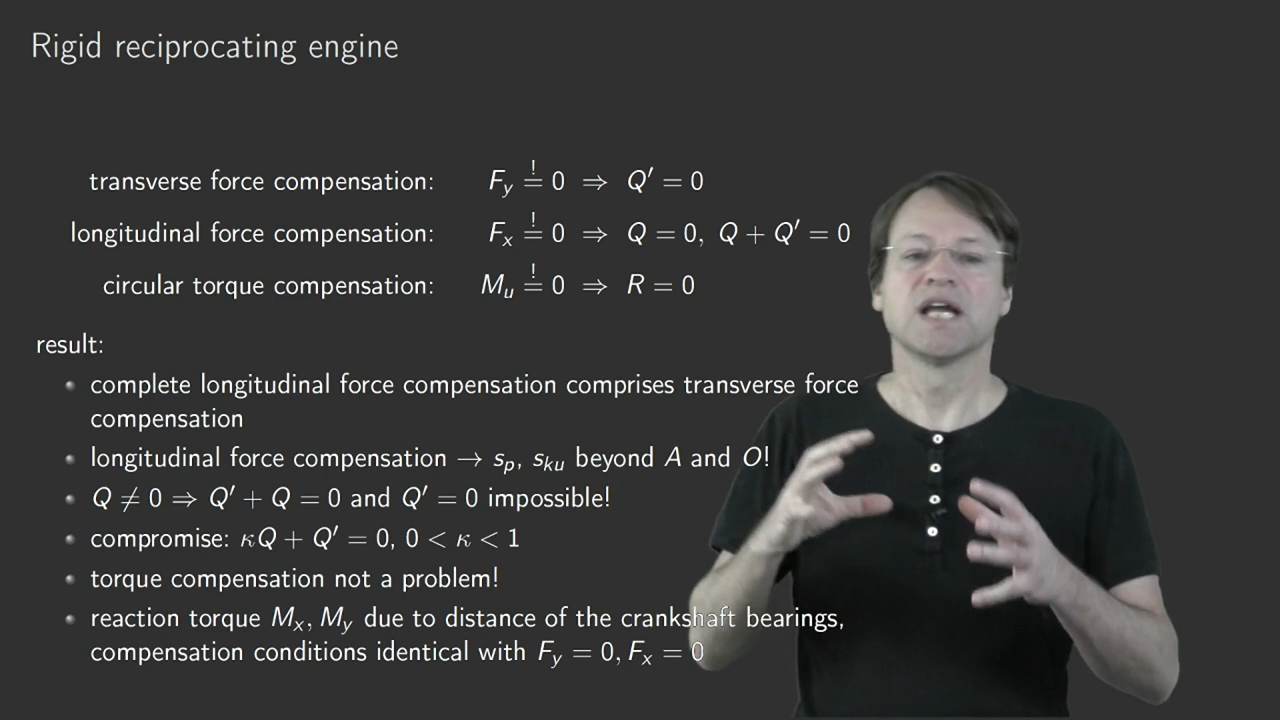 Rigid reciprocating engine
transverse force compensation: F_y \stackrel{!}{=} 0 ⇒ Q′ = 0
longitudinal force compensation: F_x \stackrel{!}{=} 0 ⇒ Q = 0, Q + Q′ = 0
circular torque compensation: M_u \stackrel{!}{=} 0 ⇒ R = 0
result:
• complete longitudinal force compensation comprises transverse force
compensation
• longitudinal force compensation → s_p, s_ku beyond A and O!
• Q ≠ 0 ⇒ Q′ + Q = 0 and Q′ = 0 impossible!
• compromise: κQ + Q′ = 0, 0 < κ < 1
• torque compensation not a problem!
• reaction torque M_x, M_y due to distance of the crankshaft bearings,
compensation conditions identical with F_y = 0, F_x = 0